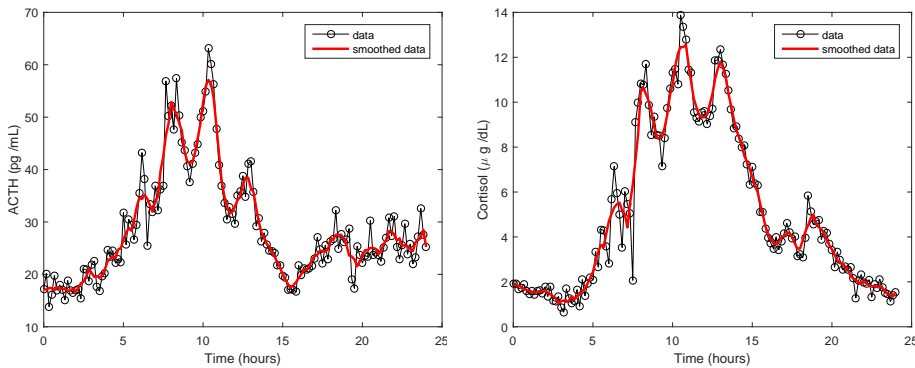 70
60
50
40
30
20
10
ACTH (pg /mL)
0 5 10 15 20 25
Time (hours)
data
smoothed data
14
12
10
8
6
4
2
0
Cortisol (μ g /dL)
0 5 10 15 20 25
Time (hours)
data
smoothed data